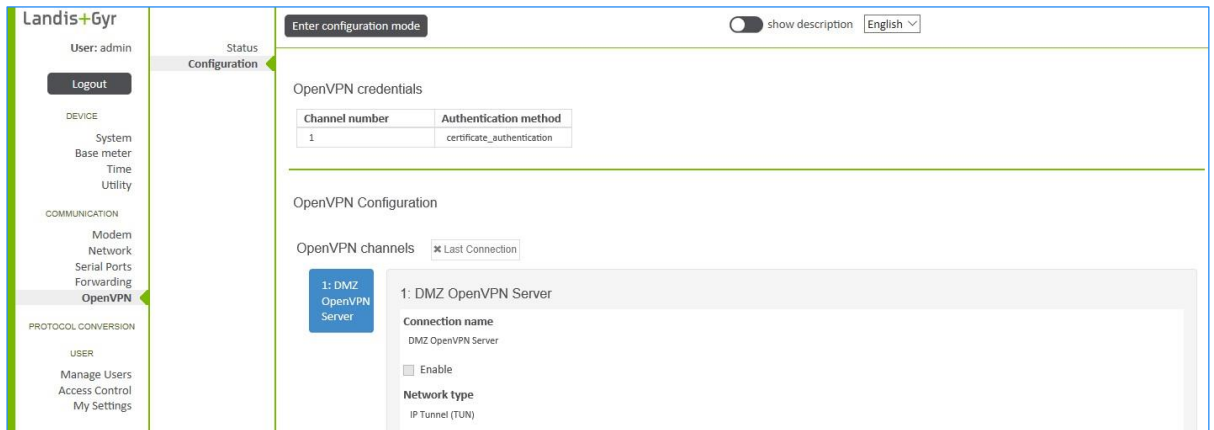 Landis+Gyr
User: admin
Logout
DEVICE
System
Base meter
Time
Utility
COMMUNICATION
Modem
Network
Serial Ports
Forwarding
OpenVPN
PROTOCOL CONVERSION
USER
Manage Users
Access Control
My Settings
Status
Configuration
Enter configuration mode
show description English
OpenVPN credentials
Channel number Authentication method
1 certificate_authentication
OpenVPN Configuration
OpenVPN channels ✖ Last Connection
1: DMZ
OpenVPN
Server
1: DMZ OpenVPN Server
Connection name
DMZ OpenVPN Server
Enable
Network type
IP Tunnel (TUN)